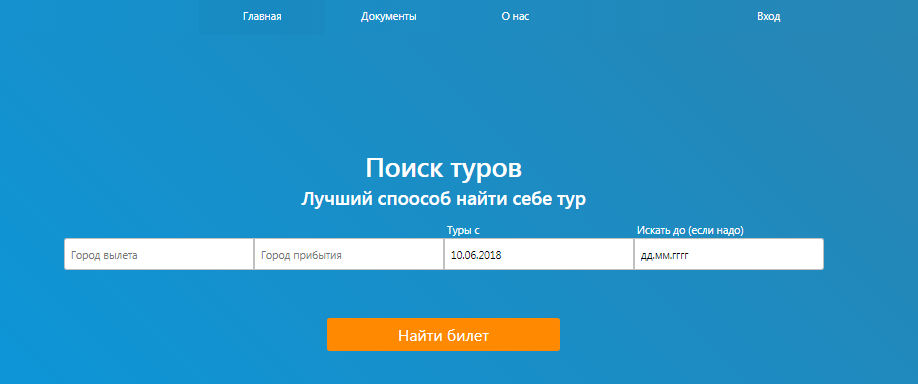 Главная Документы О нас Вход
Поиск туров
Лучший споособ найти себе тур
Туры с Искать до (если надо)
Город вылета Город прибытия 10.06.2018 дд.мм.гггг
Найти билет